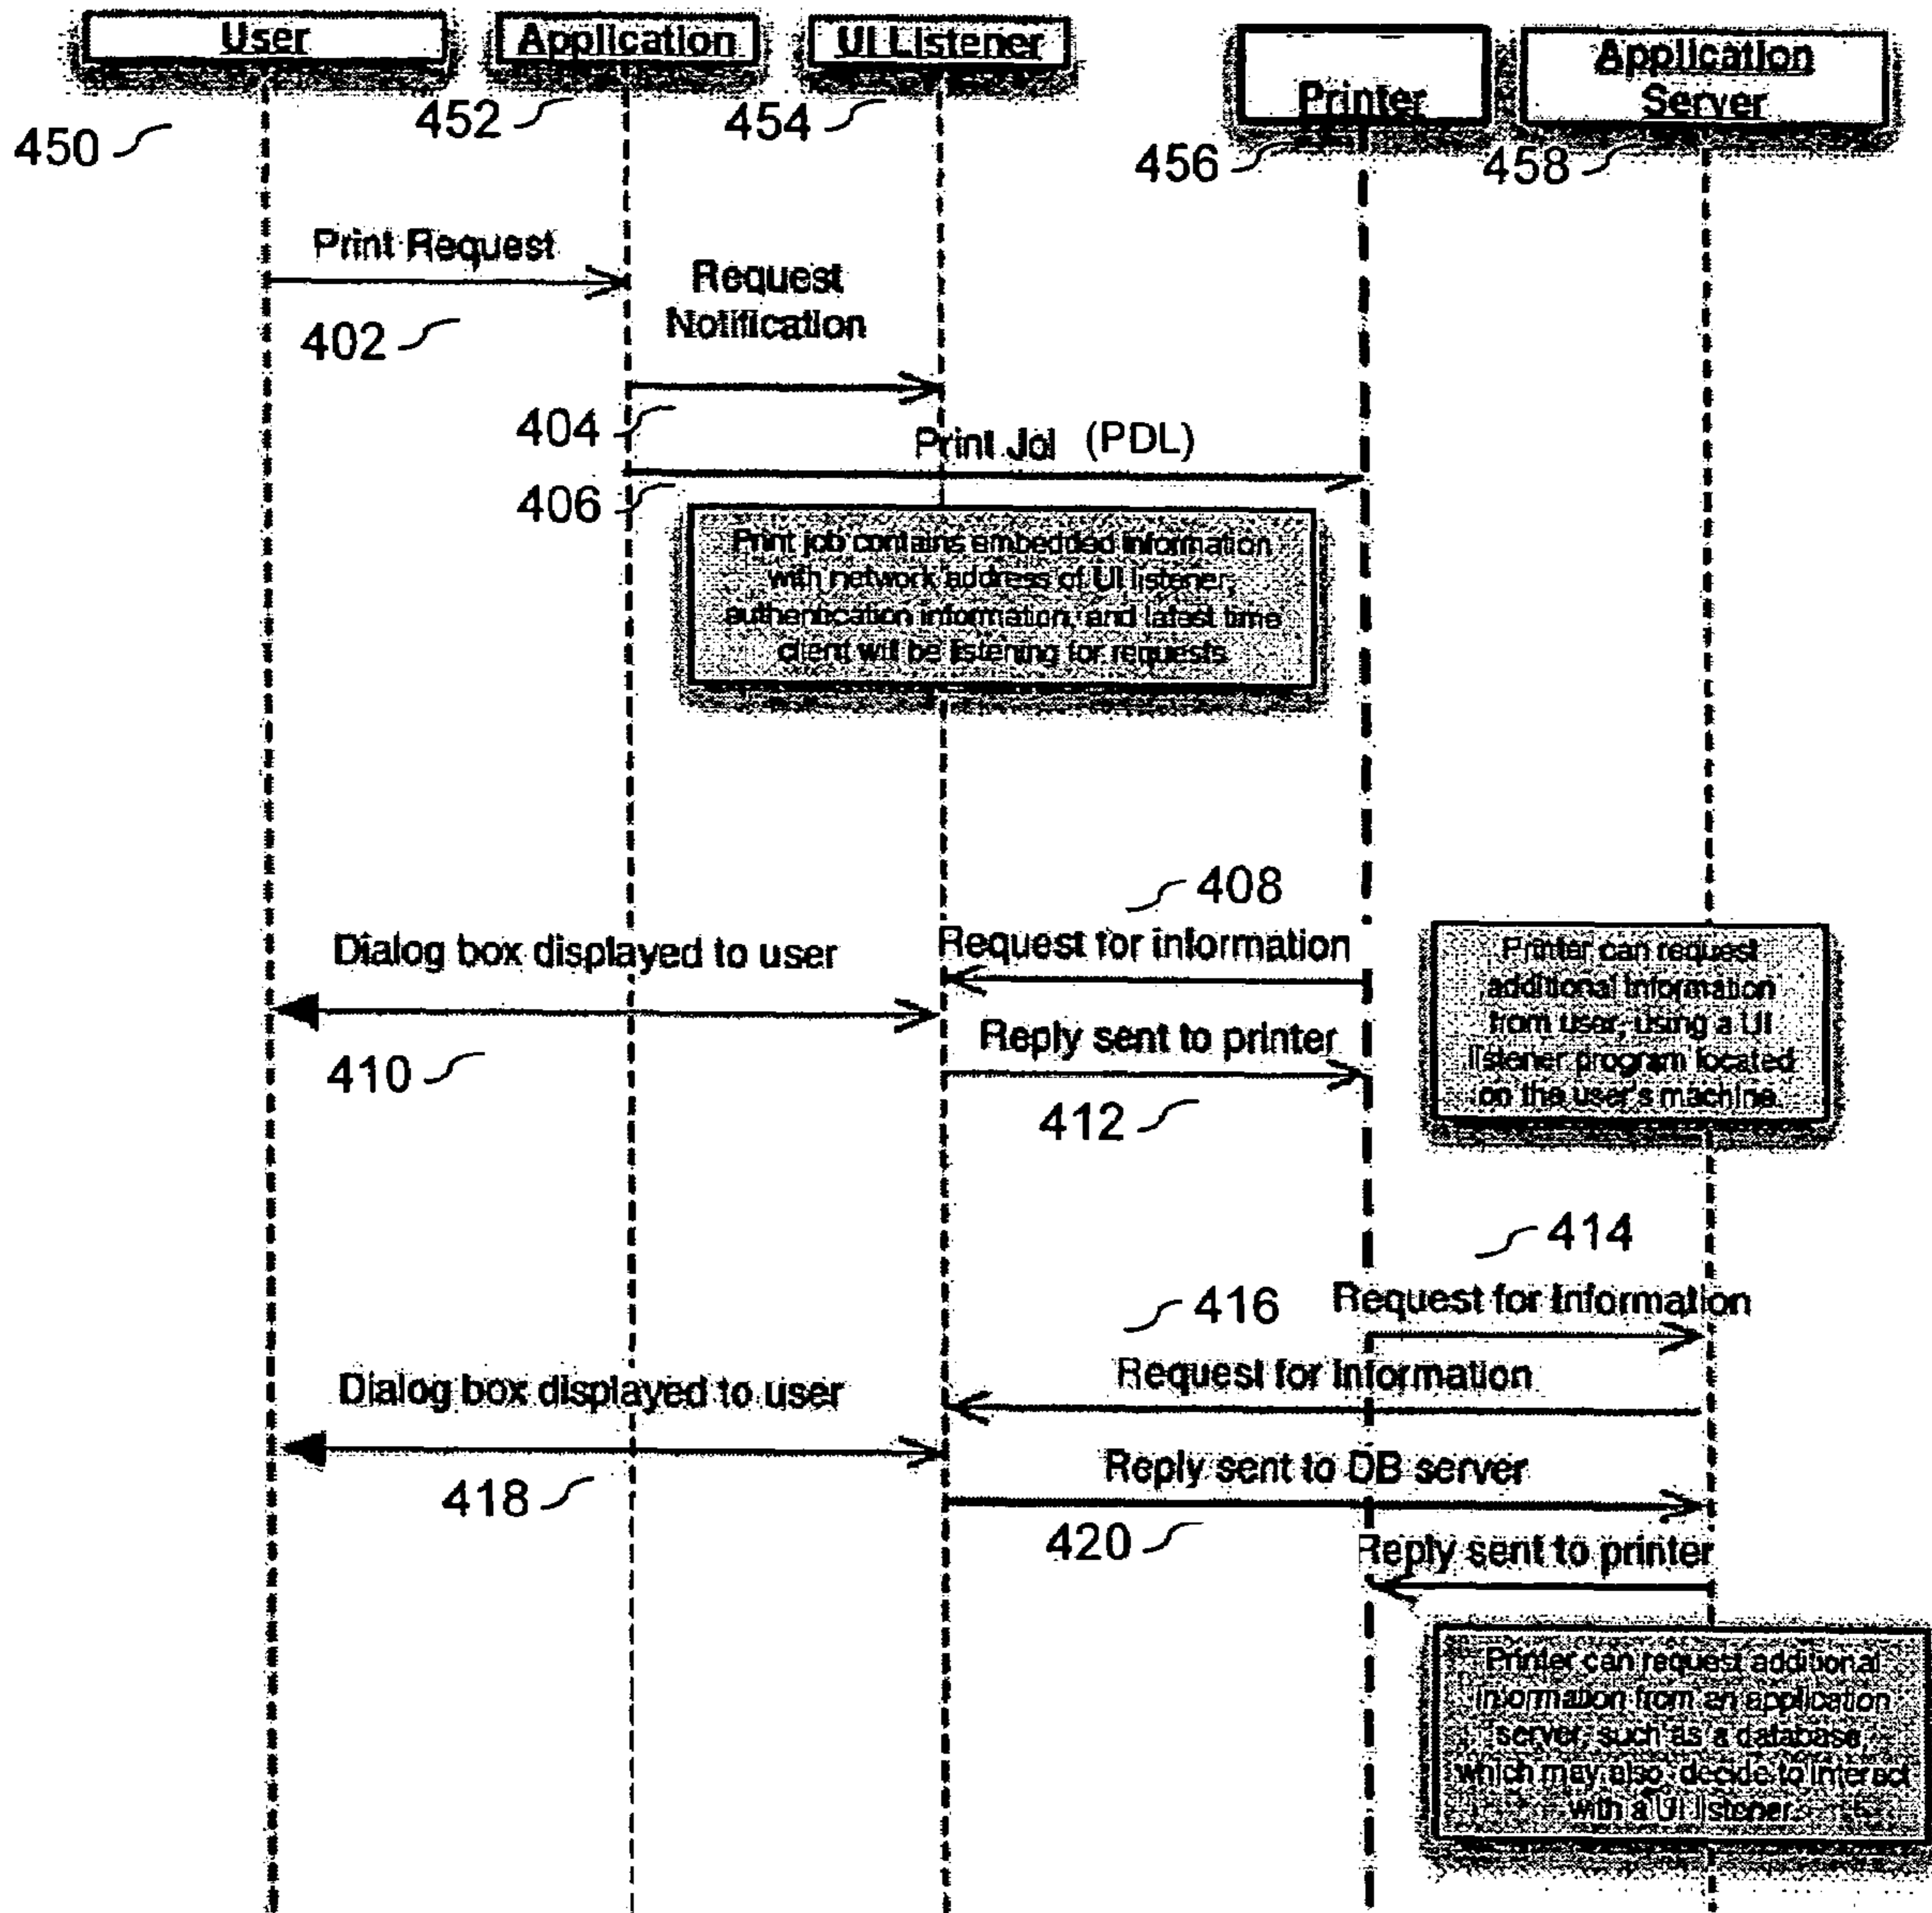 User
Application
UI Listener
Printer
Application
Server
450
452
454
456
458
Print Request
402
Request
Notification
404
Print Jol (PDL)
406
Print job contains embedded information
with network address of UI listener,
authentication information, and latest time
client will be listening for requests
408
Dialog box displayed to user
Request for information
410
Reply sent to printer
412
Printer can request
additional information
from user, using a UI
listener program located
on the user's machine.
414
416
Request for Information
Request for Information
Dialog box displayed to user
418
Reply sent to DB server
420
Reply sent to printer
Printer can request additional
information from an application
server, such as a database,
which may also decide to interact
with a UI listener